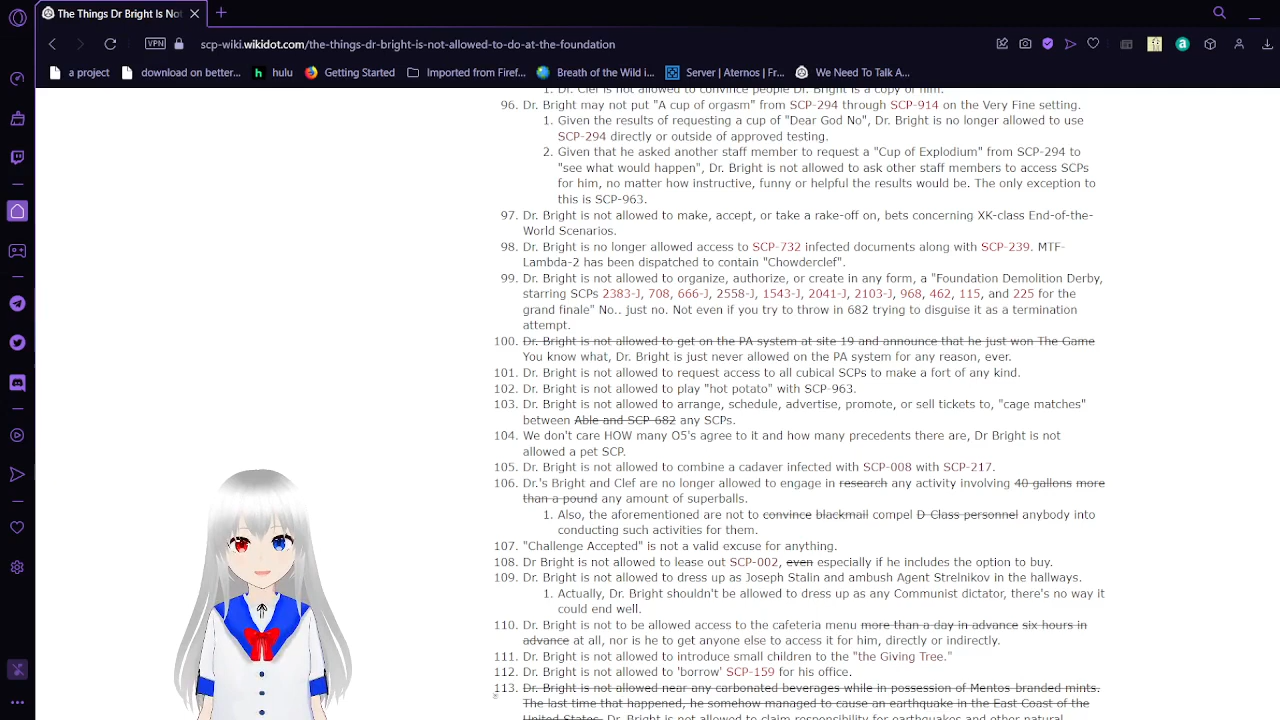 The Things Dr Bright Is Not
scp-wiki.wikidot.com/the-things-dr-bright-is-not-allowed-to-do-at-the-foundation
VPN
a project
download on better...
h hulu
Getting Started
Imported from Firef...
Breath of the Wild i...
Server | Aternos | Fr...
We Need To Talk A...
1. Dr. Clef is not allowed to convince people Dr. Bright is a copy of him.
96. Dr. Bright may not put "A cup of orgasm" from SCP-294 through SCP-914 on the Very Fine setting.
1. Given the results of requesting a cup of "Dear God No", Dr. Bright is no longer allowed to use
SCP-294 directly or outside of approved testing.
2. Given that he asked another staff member to request a "Cup of Explodium" from SCP-294 to
"see what would happen", Dr. Bright is not allowed to ask other staff members to access SCPs
for him, no matter how instructive, funny or helpful the results would be. The only exception to
this is SCP-963.
97. Dr. Bright is not allowed to make, accept, or take a rake-off on, bets concerning XK-class End-of-the-
World Scenarios.
98. Dr. Bright is no longer allowed access to SCP-732 infected documents along with SCP-239. MTF-
Lambda-2 has been dispatched to contain "Chowderclef".
99. Dr. Bright is not allowed to organize, authorize, or create in any form, a "Foundation Demolition Derby,
starring SCPs 2383-J, 708, 666-J, 2558-J, 1543-J, 2041-J, 2103-J, 968, 462, 115, and 225 for the
grand finale" No.. just no. Not even if you try to throw in 682 trying to disguise it as a termination
attempt.
100. Dr. Bright is not allowed to get on the PA system at site 19 and announce that he just won The Game
You know what, Dr. Bright is just never allowed on the PA system for any reason, ever.
101. Dr. Bright is not allowed to request access to all cubical SCPs to make a fort of any kind.
102. Dr. Bright is not allowed to play "hot potato" with SCP-963.
103. Dr. Bright is not allowed to arrange, schedule, advertise, promote, or sell tickets to, "cage matches"
between Able and SCP-682 any SCPs.
104. We don't care HOW many O5's agree to it and how many precedents there are, Dr Bright is not
allowed a pet SCP.
105. Dr. Bright is not allowed to combine a cadaver infected with SCP-008 with SCP-217.
106. Dr.'s Bright and Clef are no longer allowed to engage in research any activity involving 40 gallons more
than a pound any amount of superballs.
1. Also, the aforementioned are not to convince blackmail compel D-Class personnel anybody into
conducting such activities for them.
107. "Challenge Accepted" is not a valid excuse for anything.
108. Dr Bright is not allowed to lease out SCP-002, even especially if he includes the option to buy.
109. Dr. Bright is not allowed to dress up as Joseph Stalin and ambush Agent Strelnikov in the hallways.
1. Actually, Dr. Bright shouldn't be allowed to dress up as any Communist dictator, there's no way it
could end well.
110. Dr. Bright is not to be allowed access to the cafeteria menu more than a day in advance six hours in
advance at all, nor is he to get anyone else to access it for him, directly or indirectly.
111. Dr. Bright is not allowed to introduce small children to the "the Giving Tree."
112. Dr. Bright is not allowed to 'borrow' SCP-159 for his office.
113. Dr. Bright is not allowed near any carbonated beverages while in possession of Mentos branded mints.
The last time that happened, he somehow managed to cause an earthquake in the East Coast of the
United States. Dr. Bright is not allowed to claim responsibility for earthquakes and other natural